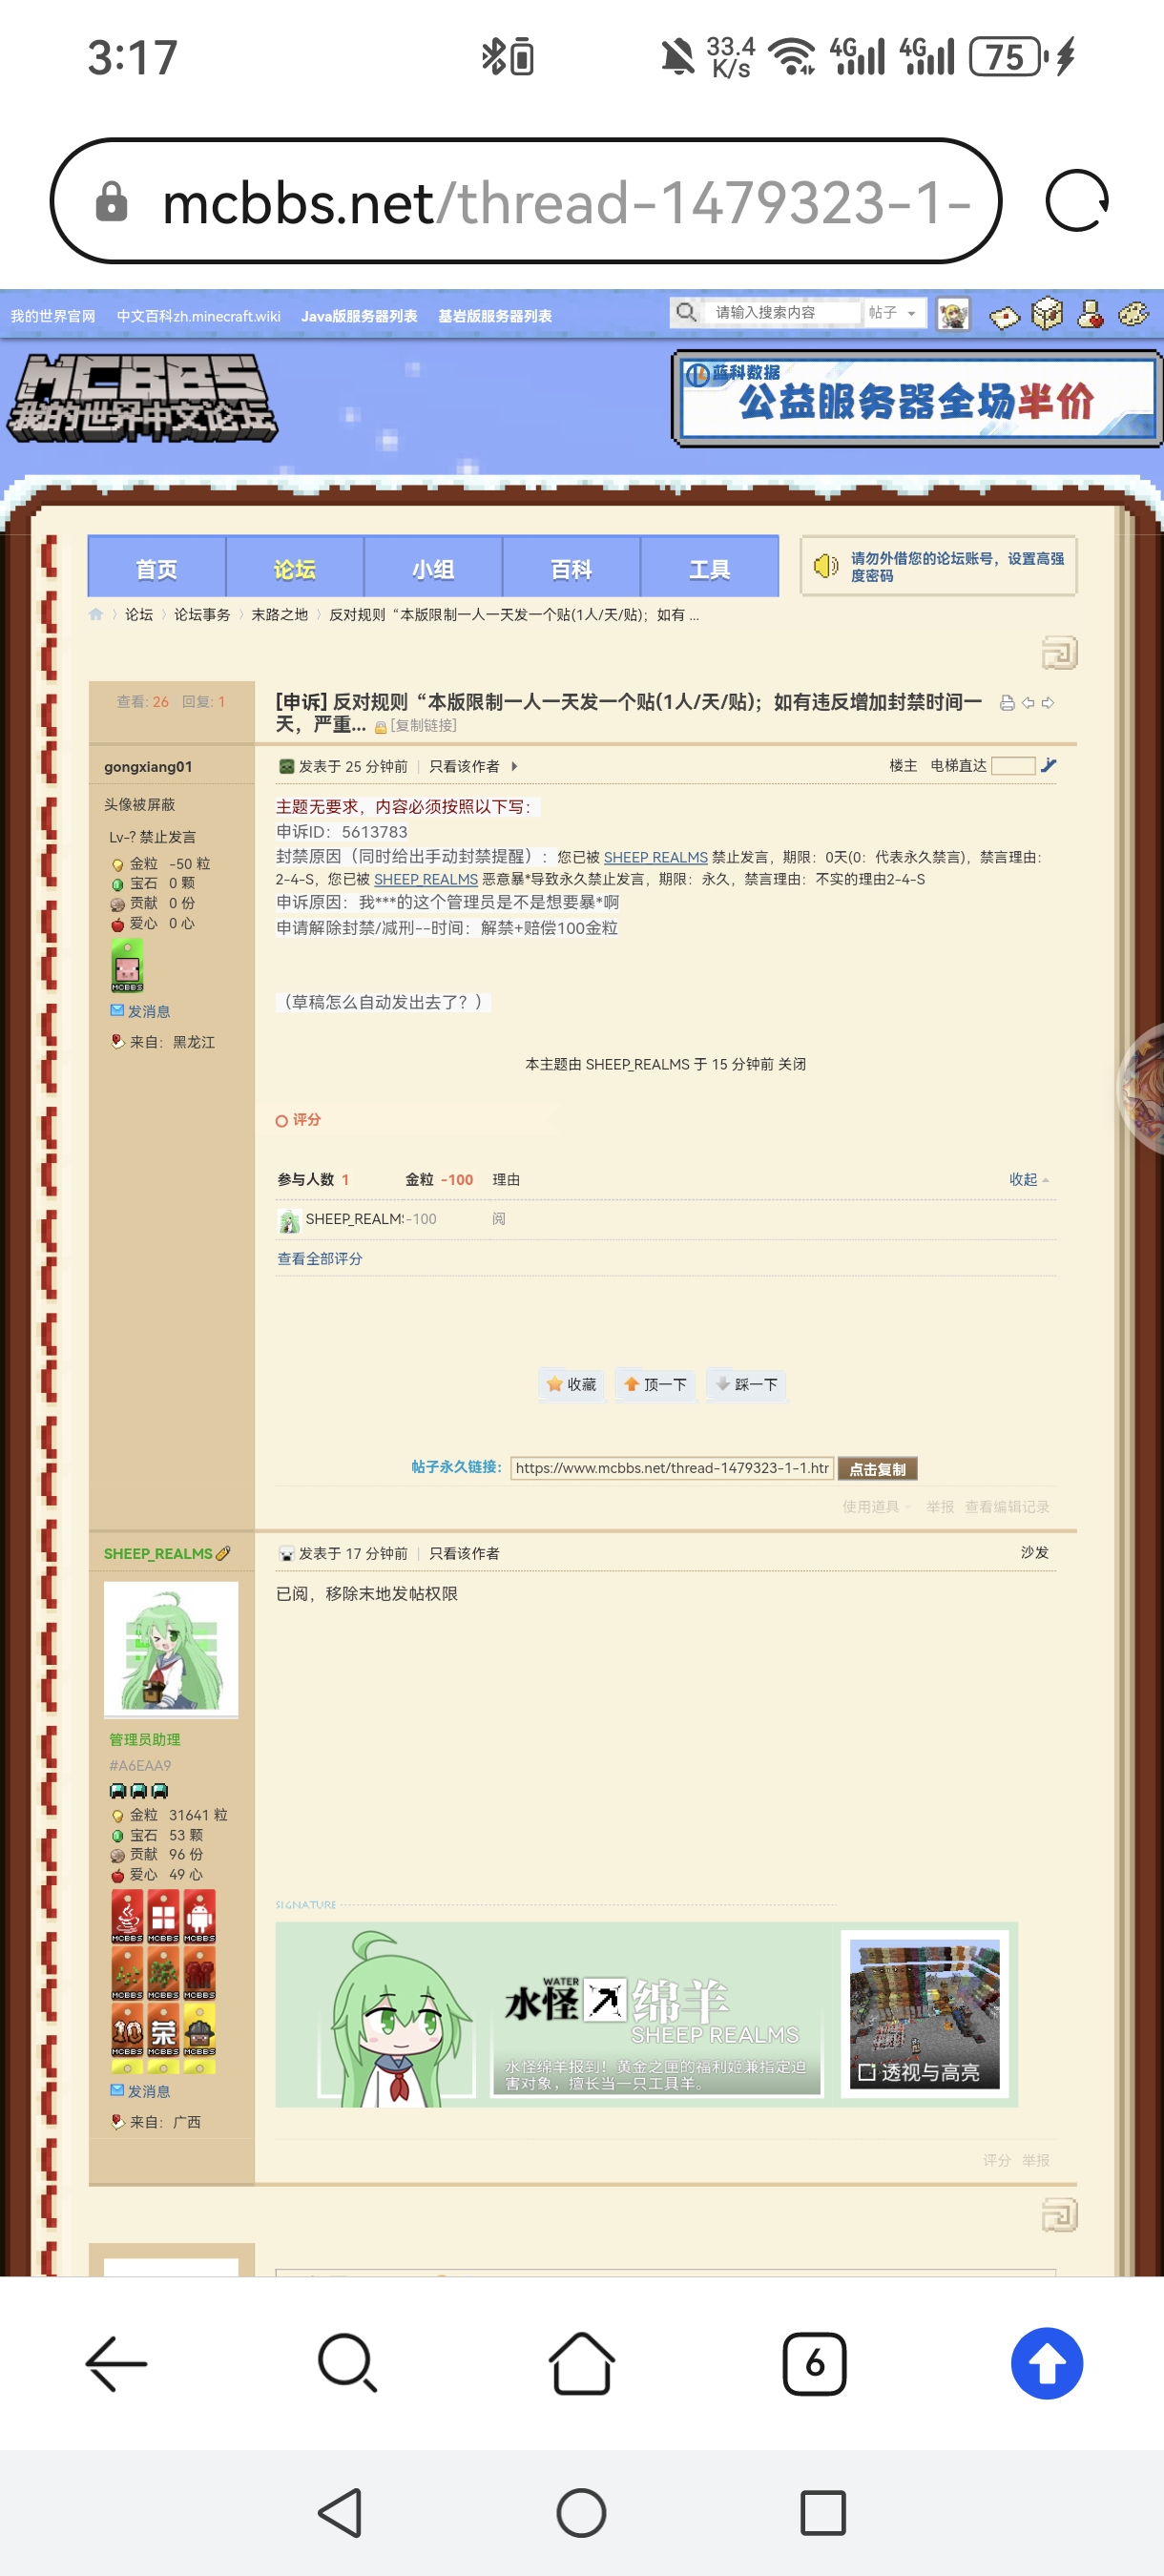 3:17
33.4
K/s
4G
4G
75
mcbbs.net/thread-1479323-1-
我的世界官网 中文百科zh.minecraft.wiki Java版服务器列表 基岩版服务器列表
请输入搜索内容 帖子
MCBBS
我的世界中文论坛
蓝科数据
公益服务器全场半价
首页 论坛 小组 百科 工具
请勿外借您的论坛账号，设置高强
度密码
论坛 〉论坛事务 〉末路之地 〉反对规则“本版限制一人一天发一个贴(1人/天/贴)；如有 ...
查看: 26 回复: 1
[申诉] 反对规则“本版限制一人一天发一个贴(1人/天/贴)；如有违反增加封禁时间一
天，严重... [复制链接]
gongxiang01
发表于 25 分钟前 | 只看该作者
楼主 电梯直达
头像被屏蔽
Lv-? 禁止发言
金粒 -50 粒
宝石 0 颗
贡献 0 份
爱心 0 心
MCBBS
发消息
来自： 黑龙江
主题无要求，内容必须按照以下写：
申诉ID：5613783
封禁原因（同时给出手动封禁提醒）：您已被 SHEEP_REALMS 禁止发言，期限：0天(0：代表永久禁言)，禁言理由：
2-4-S，您已被 SHEEP_REALMS 恶意暴*导致永久禁止发言，期限：永久，禁言理由：不实的理由2-4-S
申诉原因：我***的这个管理员是不是想要暴*啊
申请解除封禁/减刑--时间：解禁+赔偿100金粒
（草稿怎么自动发出去了？）
本主题由 SHEEP_REALMS 于 15 分钟前 关闭
评分
参与人数 1 金粒 -100 理由 收起
SHEEP_REALM -100 阅
查看全部评分
收藏 顶一下 踩一下
帖子永久链接： https://www.mcbbs.net/thread-1479323-1-1.htr 点击复制
使用道具 举报 查看编辑记录
SHEEP_REALMS
发表于 17 分钟前 | 只看该作者
沙发
已阅，移除末地发帖权限
管理员助理
#A6EAA9
金粒 31641 粒
宝石 53 颗
贡献 96 份
爱心 49 心
MCBBS MCBBS MCBBS
MCBBS MCBBS MCBBS
10 荣
MCBBS MCBBS MCBBS
发消息
来自： 广西
SIGNATURE
WATER
水怪 绵羊
SHEEP REALMS
水怪绵羊报到！黄金之匣的福利姬兼指定迫
害对象，擅长当一只工具羊。
透视与高亮
评分 举报
6